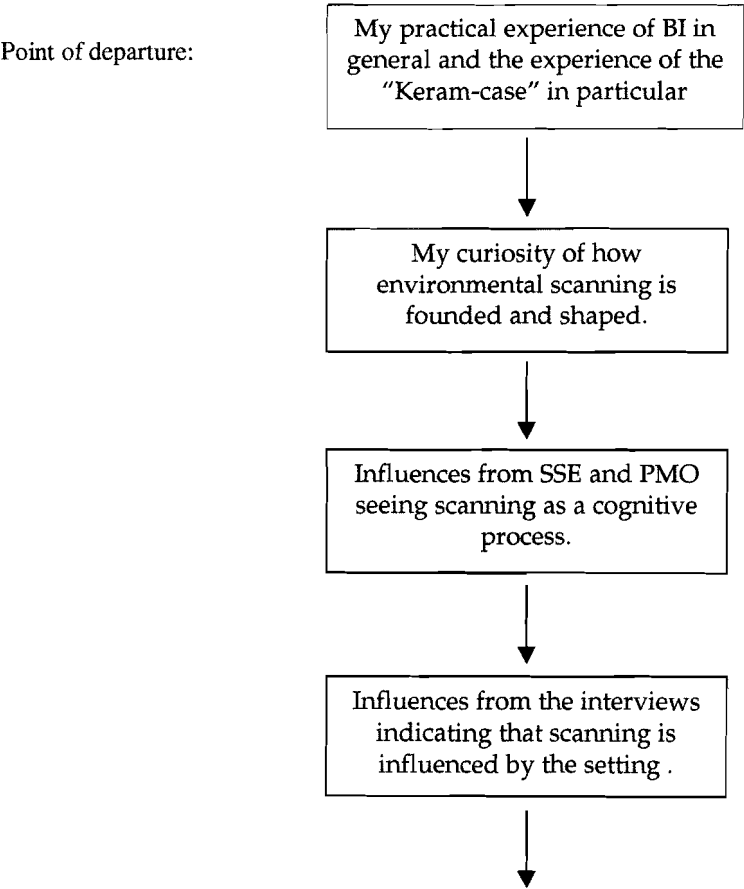 Point of departure:
My practical experience of BI in
general and the experience of the
"Keram-case" in particular
My curiosity of how
environmental scanning is
founded and shaped.
Influences from SSE and PMO
seeing scanning as a cognitive
process.
Influences from the interviews
indicating that scanning is
influenced by the setting .